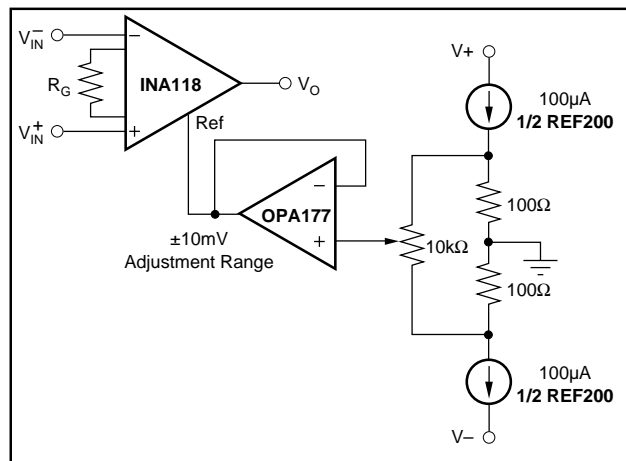 V–IN
–
RG
INA118
VO
V+IN
+
Ref
–
OPA177
+
±10mV
Adjustment Range
V+
100µA
1/2 REF200
100Ω
10kΩ
100Ω
100µA
1/2 REF200
V–